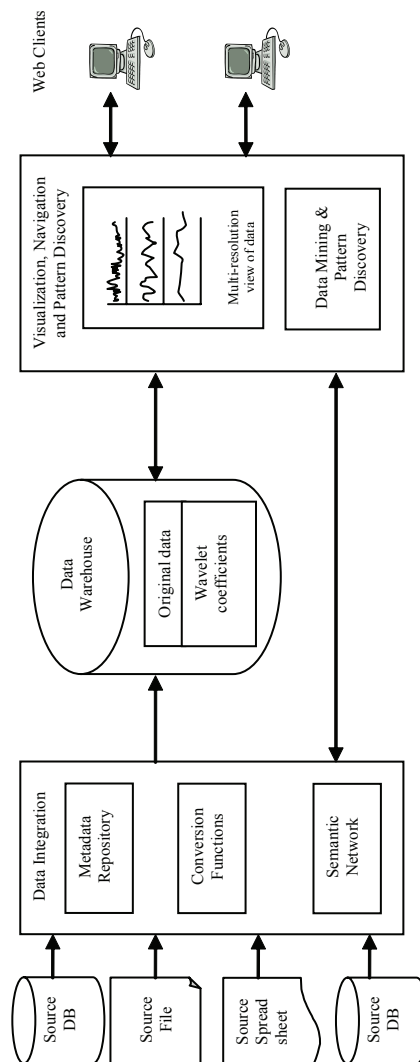 Source
DB
Source
File
Source
Spread
sheet
Source
DB
Data Integration
Metadata
Repository
Conversion
Functions
Semantic
Network
Data
Warehouse
Original data
Wavelet
coefficients
Visualization, Navigation
and Pattern Discovery
Multi-resolution
view of data
Data Mining &
Pattern
Discovery
Web Clients